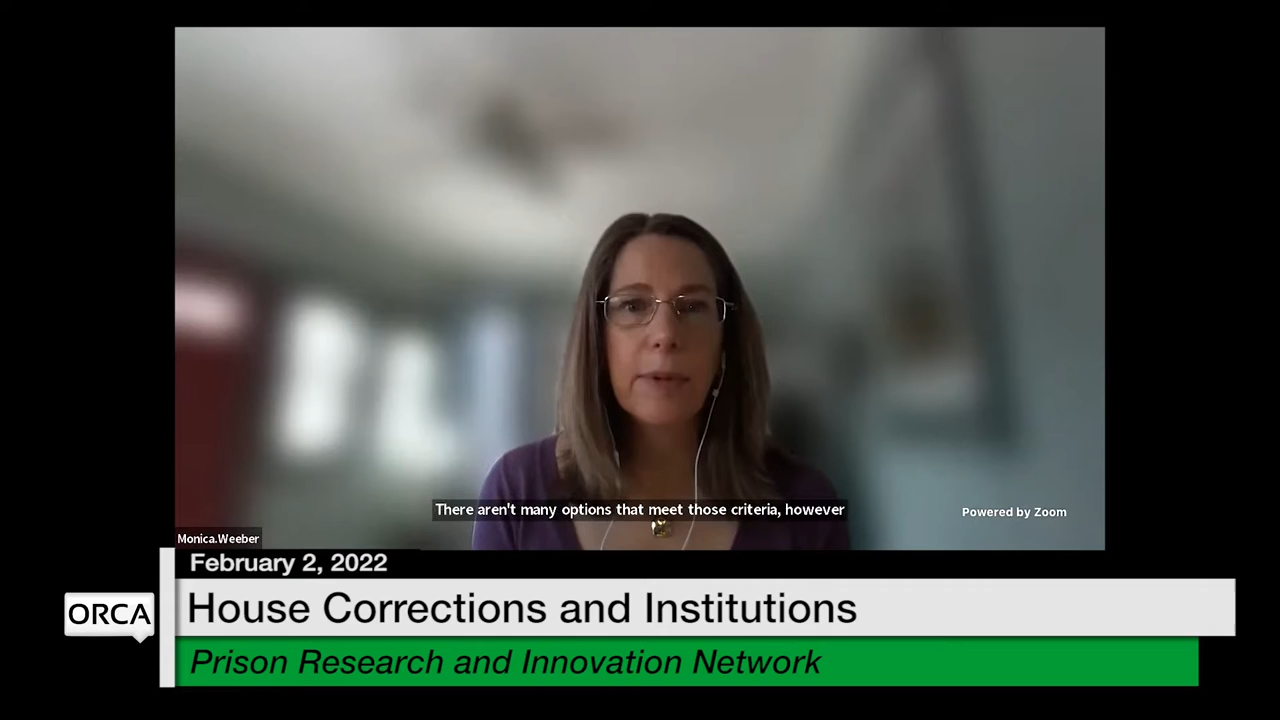 There aren't many options that meet those criteria, however
Powered by Zoom
Monica.Weeber
February 2, 2022
ORCA
House Corrections and Institutions
Prison Research and Innovation Network